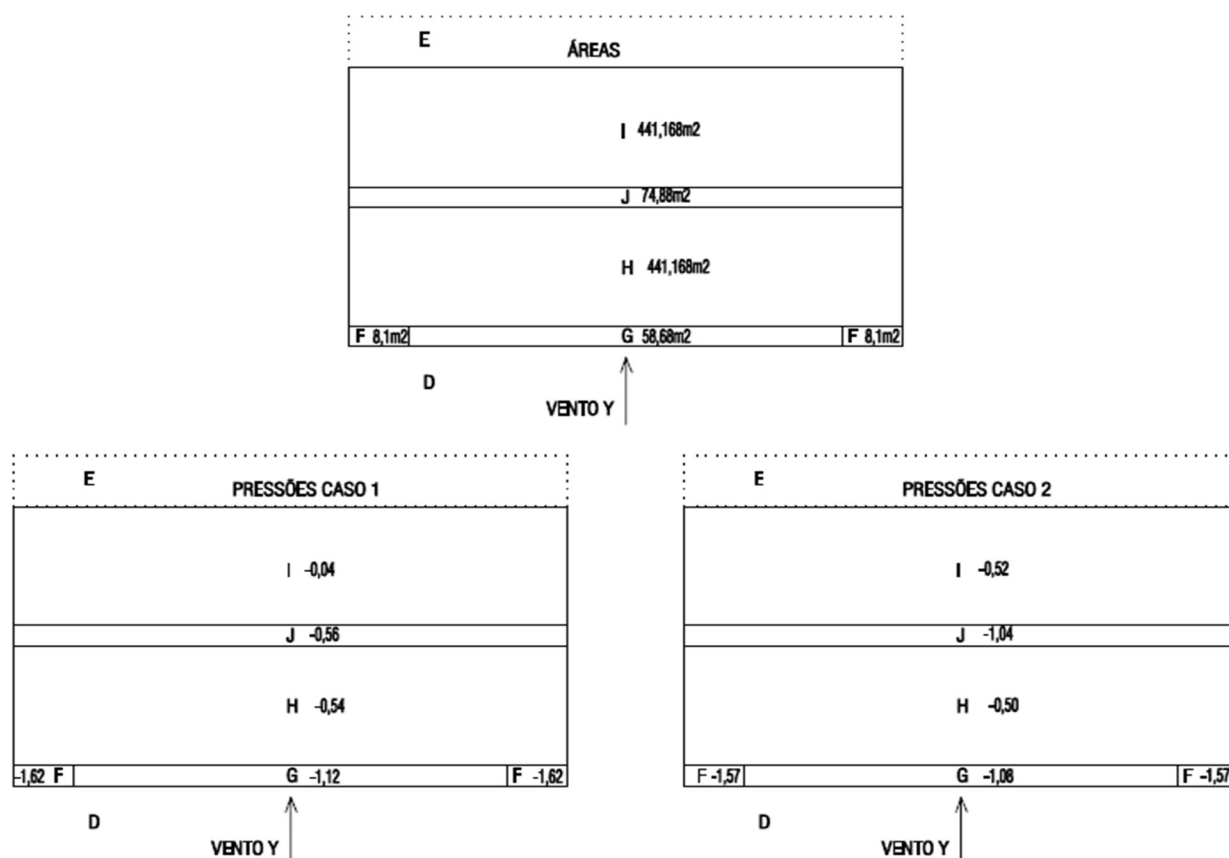 E
ÁREAS
I 441,168m2
J 74,88m2
H 441,168m2
F 8,1m2 G 58,68m2 F 8,1m2
D
VENTO Y
E
PRESSÕES CASO 1
I -0,04
J -0,56
H -0,54
-1,62 F G -1,12 F -1,62
D
VENTO Y
E
PRESSÕES CASO 2
I -0,52
J -1,04
H -0,50
F -1,57 G -1,08 F -1,57
D
VENTO Y